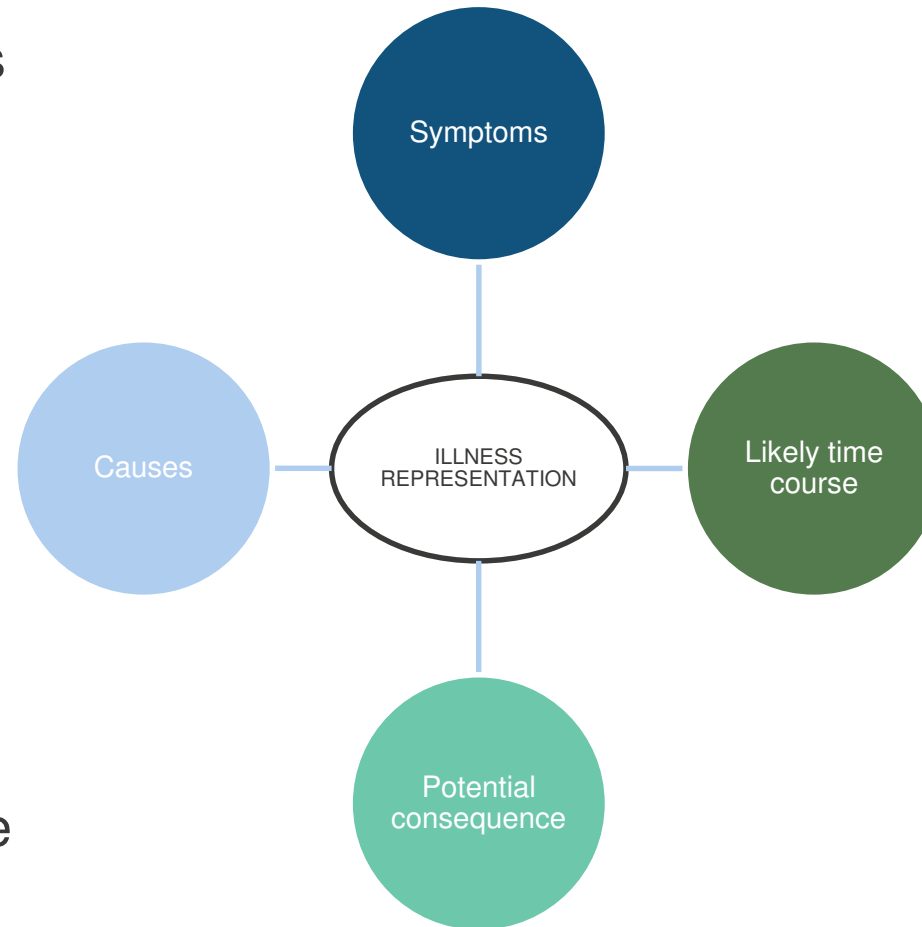 s
Symptoms
Causes
ILLNESS
REPRESENTATION
Likely time
course
Potential
consequence
e